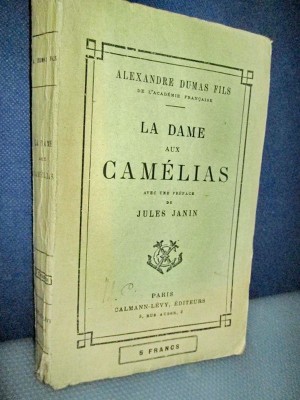 ALEXANDRE DUMAS FILS
DE L'ACADÉMIE FRANÇAISE
LA DAME
AUX
CAMÉLIAS
AVEC UNE PRÉFACE
DE
JULES JANIN
PARIS
CALMANN-LÉVY, ÉDITEURS
3, RUE AUBER, 3
5 FRANCS